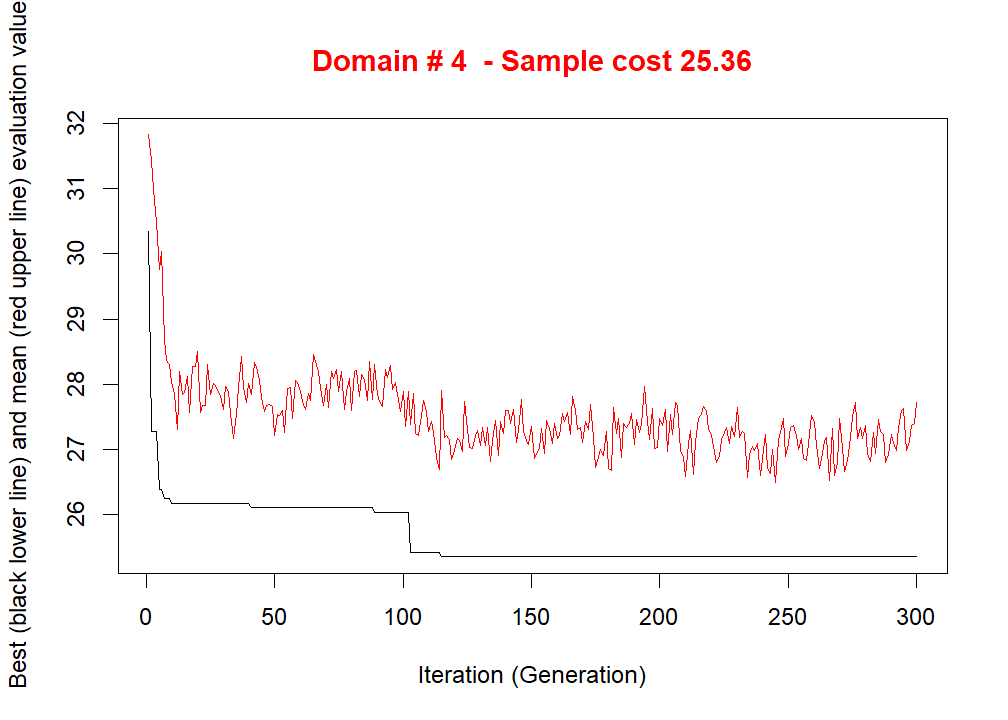 Domain # 4  - Sample cost 25.36
Best (black lower line) and mean (red upper line) evaluation value
32
31
30
29
28
27
26
0 50 100 150 200 250 300
Iteration (Generation)